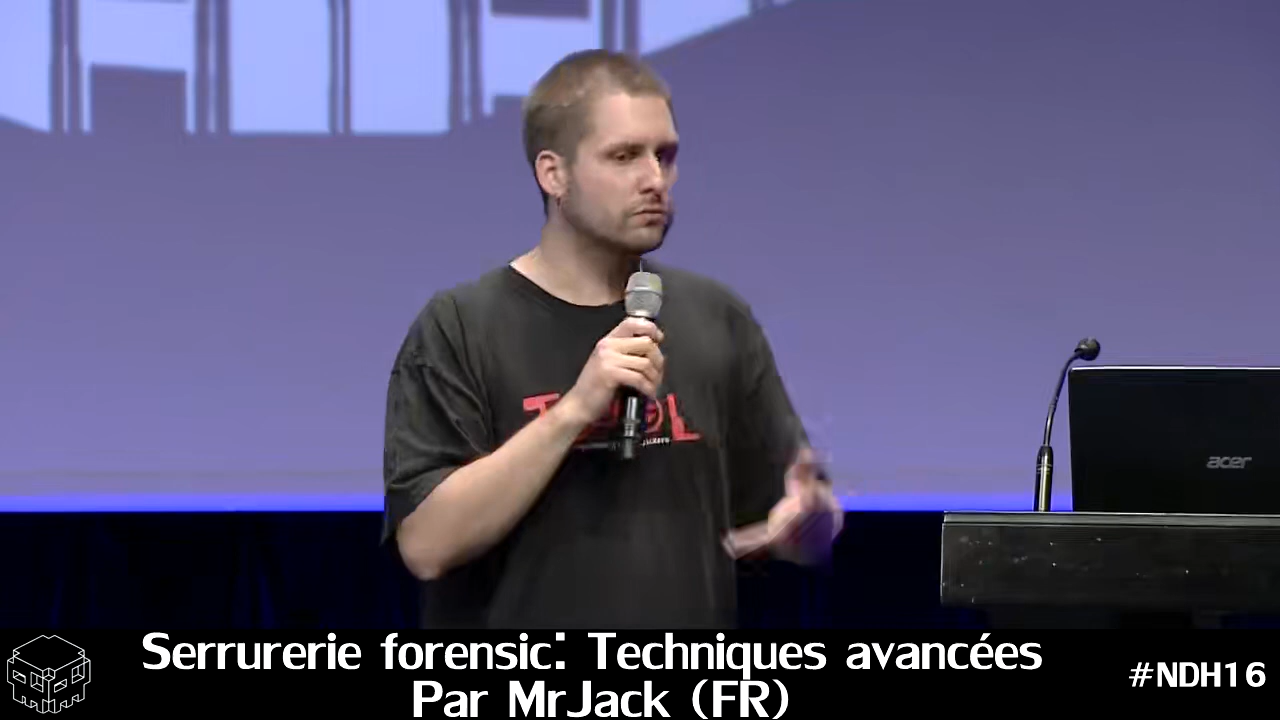 acer
Serrurerie forensic: Techniques avancées
Par MrJack (FR)
#NDH16